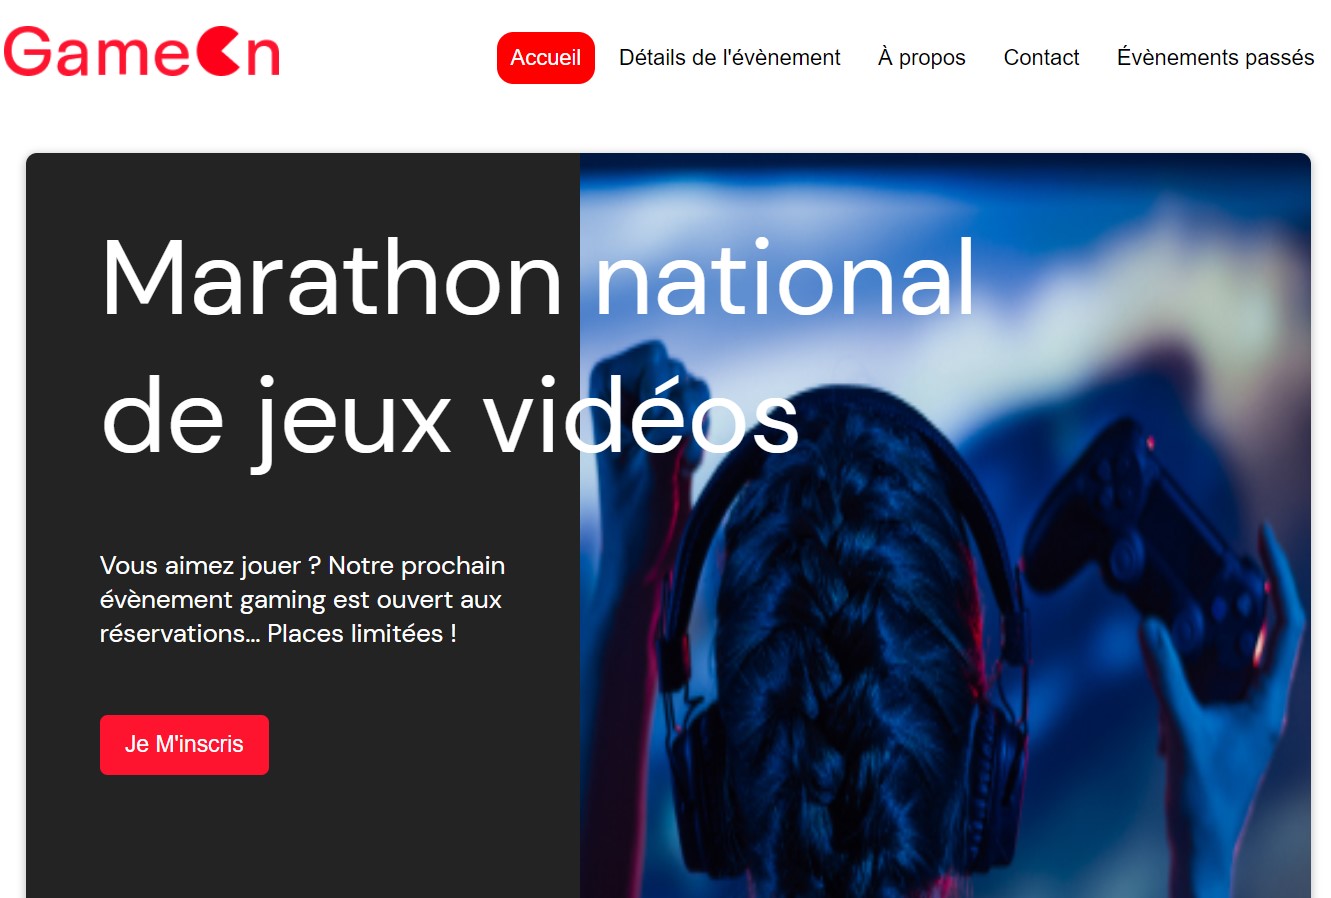 GameOn
Accueil Détails de l'évènement À propos Contact Évènements passés
Marathon national
de jeux vidéos
Vous aimez jouer ? Notre prochain
évènement gaming est ouvert aux
réservations... Places limitées !
Je M'inscris